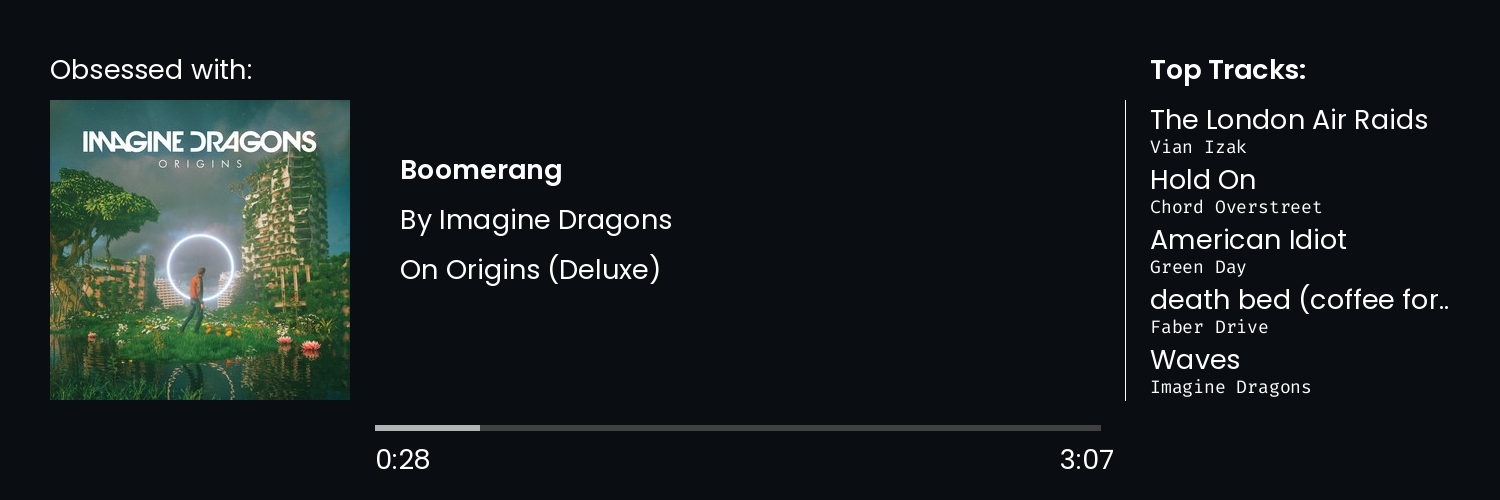 Obsessed with:
IMAGINE DRAGONS
ORIGINS
Boomerang
By Imagine Dragons
On Origins (Deluxe)
0:28
3:07
Top Tracks:
The London Air Raids
Vian Izak
Hold On
Chord Overstreet
American Idiot
Green Day
death bed (coffee for..
Faber Drive
Waves
Imagine Dragons